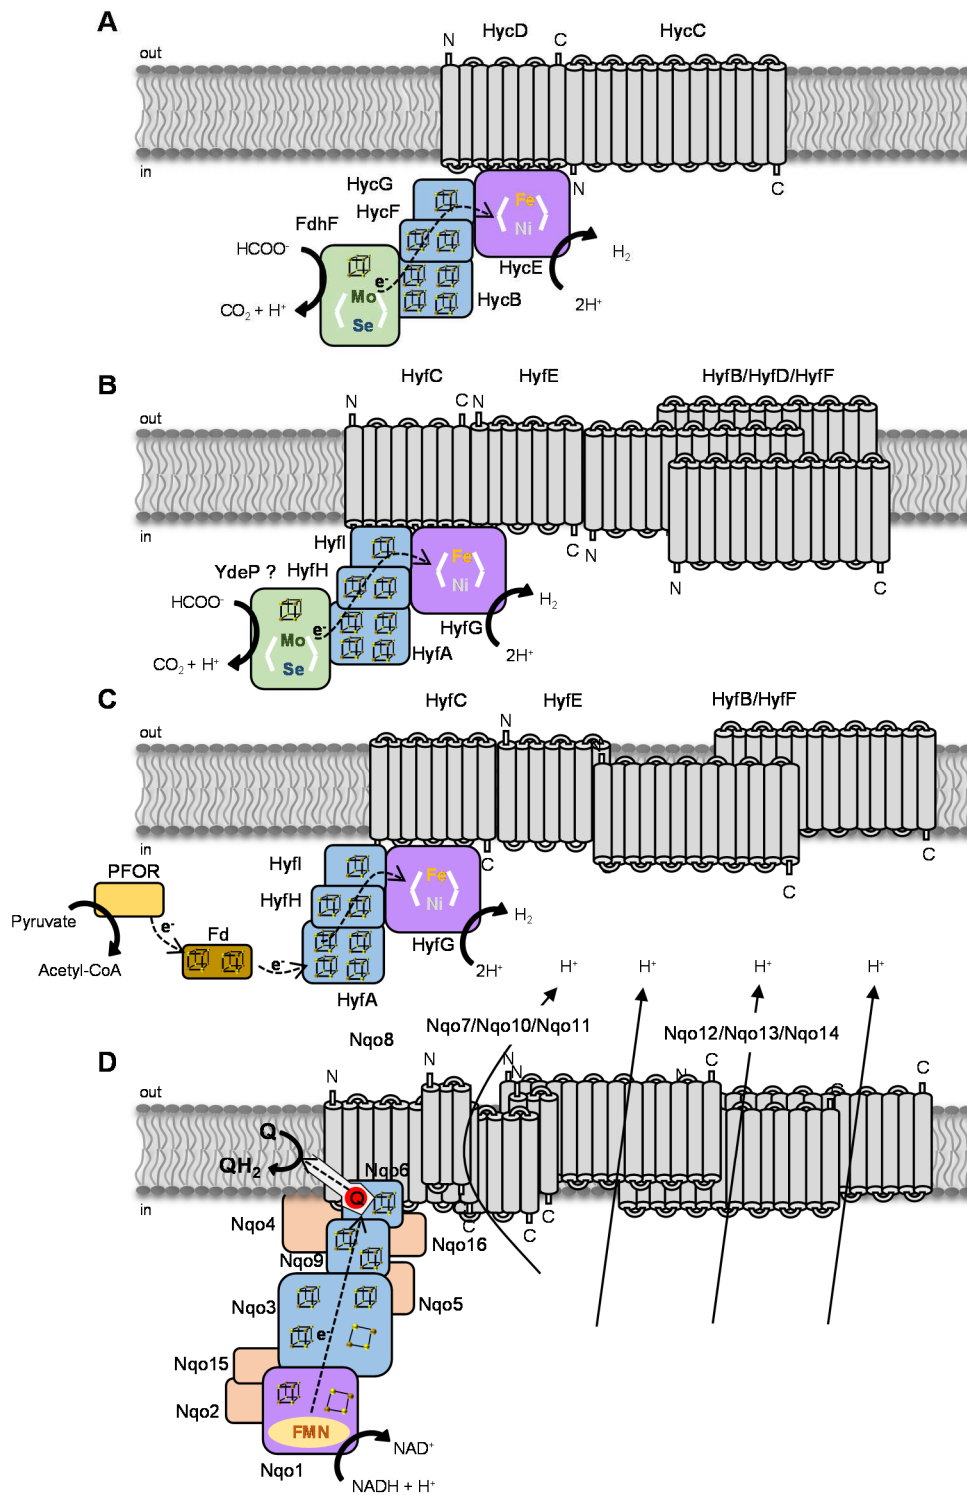 A
HycD
HycC
N
C
out
in
N
C
HycG
HycF
FdhF
HCOO⁻
Fe
Ni
H₂
e⁻
HycE
Mo
HycB
2H⁺
CO₂ + H⁺
Se
B
HyfC
HyfE
HyfB/HyfD/HyfF
N
C
N
out
in
C
N
N
C
HyfI
Fe
YdeP ?
HyfH
Ni
HCOO⁻
H₂
e⁻
HyfG
Mo
HyfA
2H⁺
CO₂ + H⁺
Se
C
HyfC
HyfE
HyfB/HyfF
N
out
N
in
C
C
C
HyfI
PFOR
Fe
HyfH
Ni
Pyruvate
e⁻
Fd
HyfG
H₂
Acetyl-CoA
e⁻
2H⁺
H⁺
H⁺
H⁺
H⁺
HyfA
Nqo7/Nqo10/Nqo11
Nqo12/Nqo13/Nqo14
Nqo8
D
N
N
N
N
N
C
C
out
Q
QH₂
Nqo6
Q
in
C
C
C
Nqo4
Nqo16
Nqo9
Nqo3
Nqo5
e⁻
Nqo15
Nqo2
FMN
NAD⁺
Nqo1
NADH + H⁺